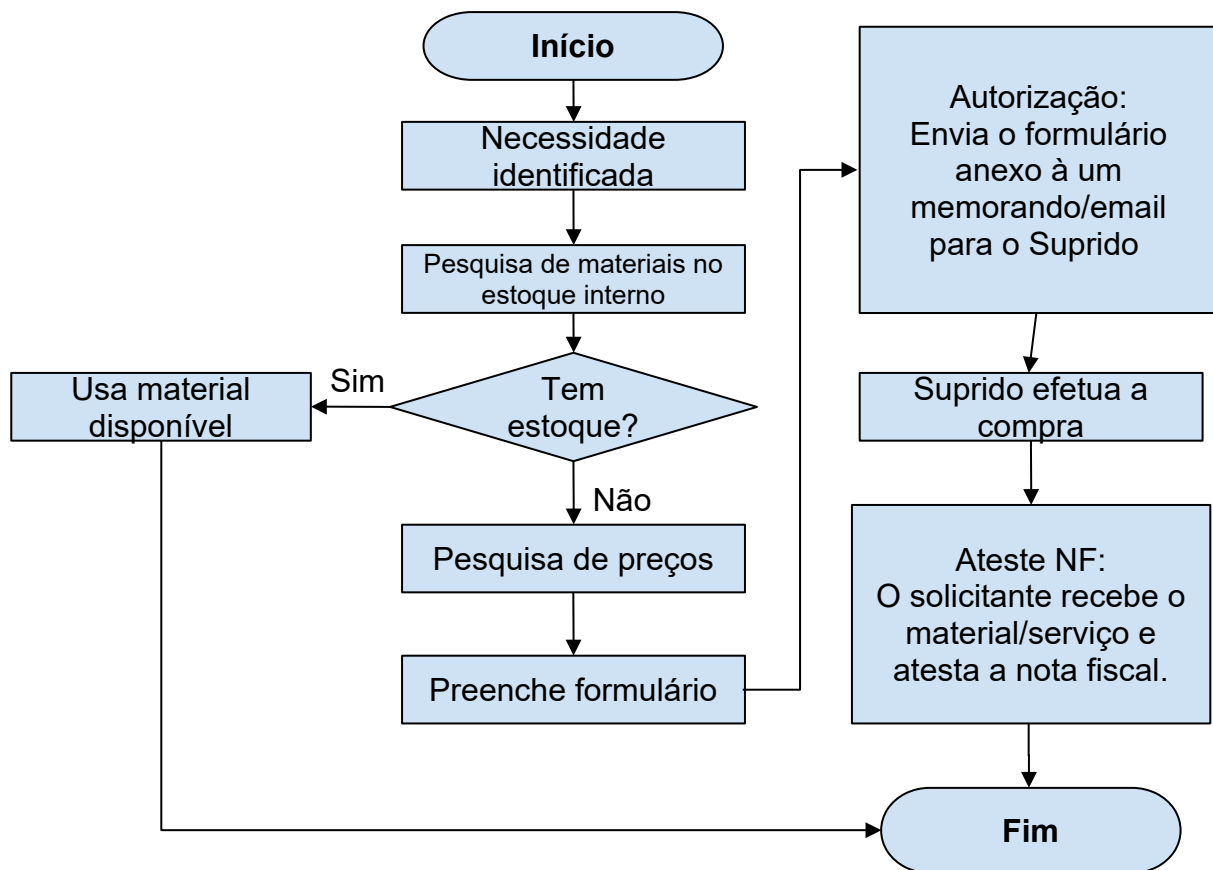 Início
Necessidade
identificada
Pesquisa de materiais no
estoque interno
Tem
estoque?
Sim
Usa material
disponível
Não
Pesquisa de preços
Preenche formulário
Autorização:
Envia o formulário
anexo à um
memorando/email
para o Suprido
Suprido efetua a
compra
Ateste NF:
O solicitante recebe o
material/serviço e
atesta a nota fiscal.
Fim